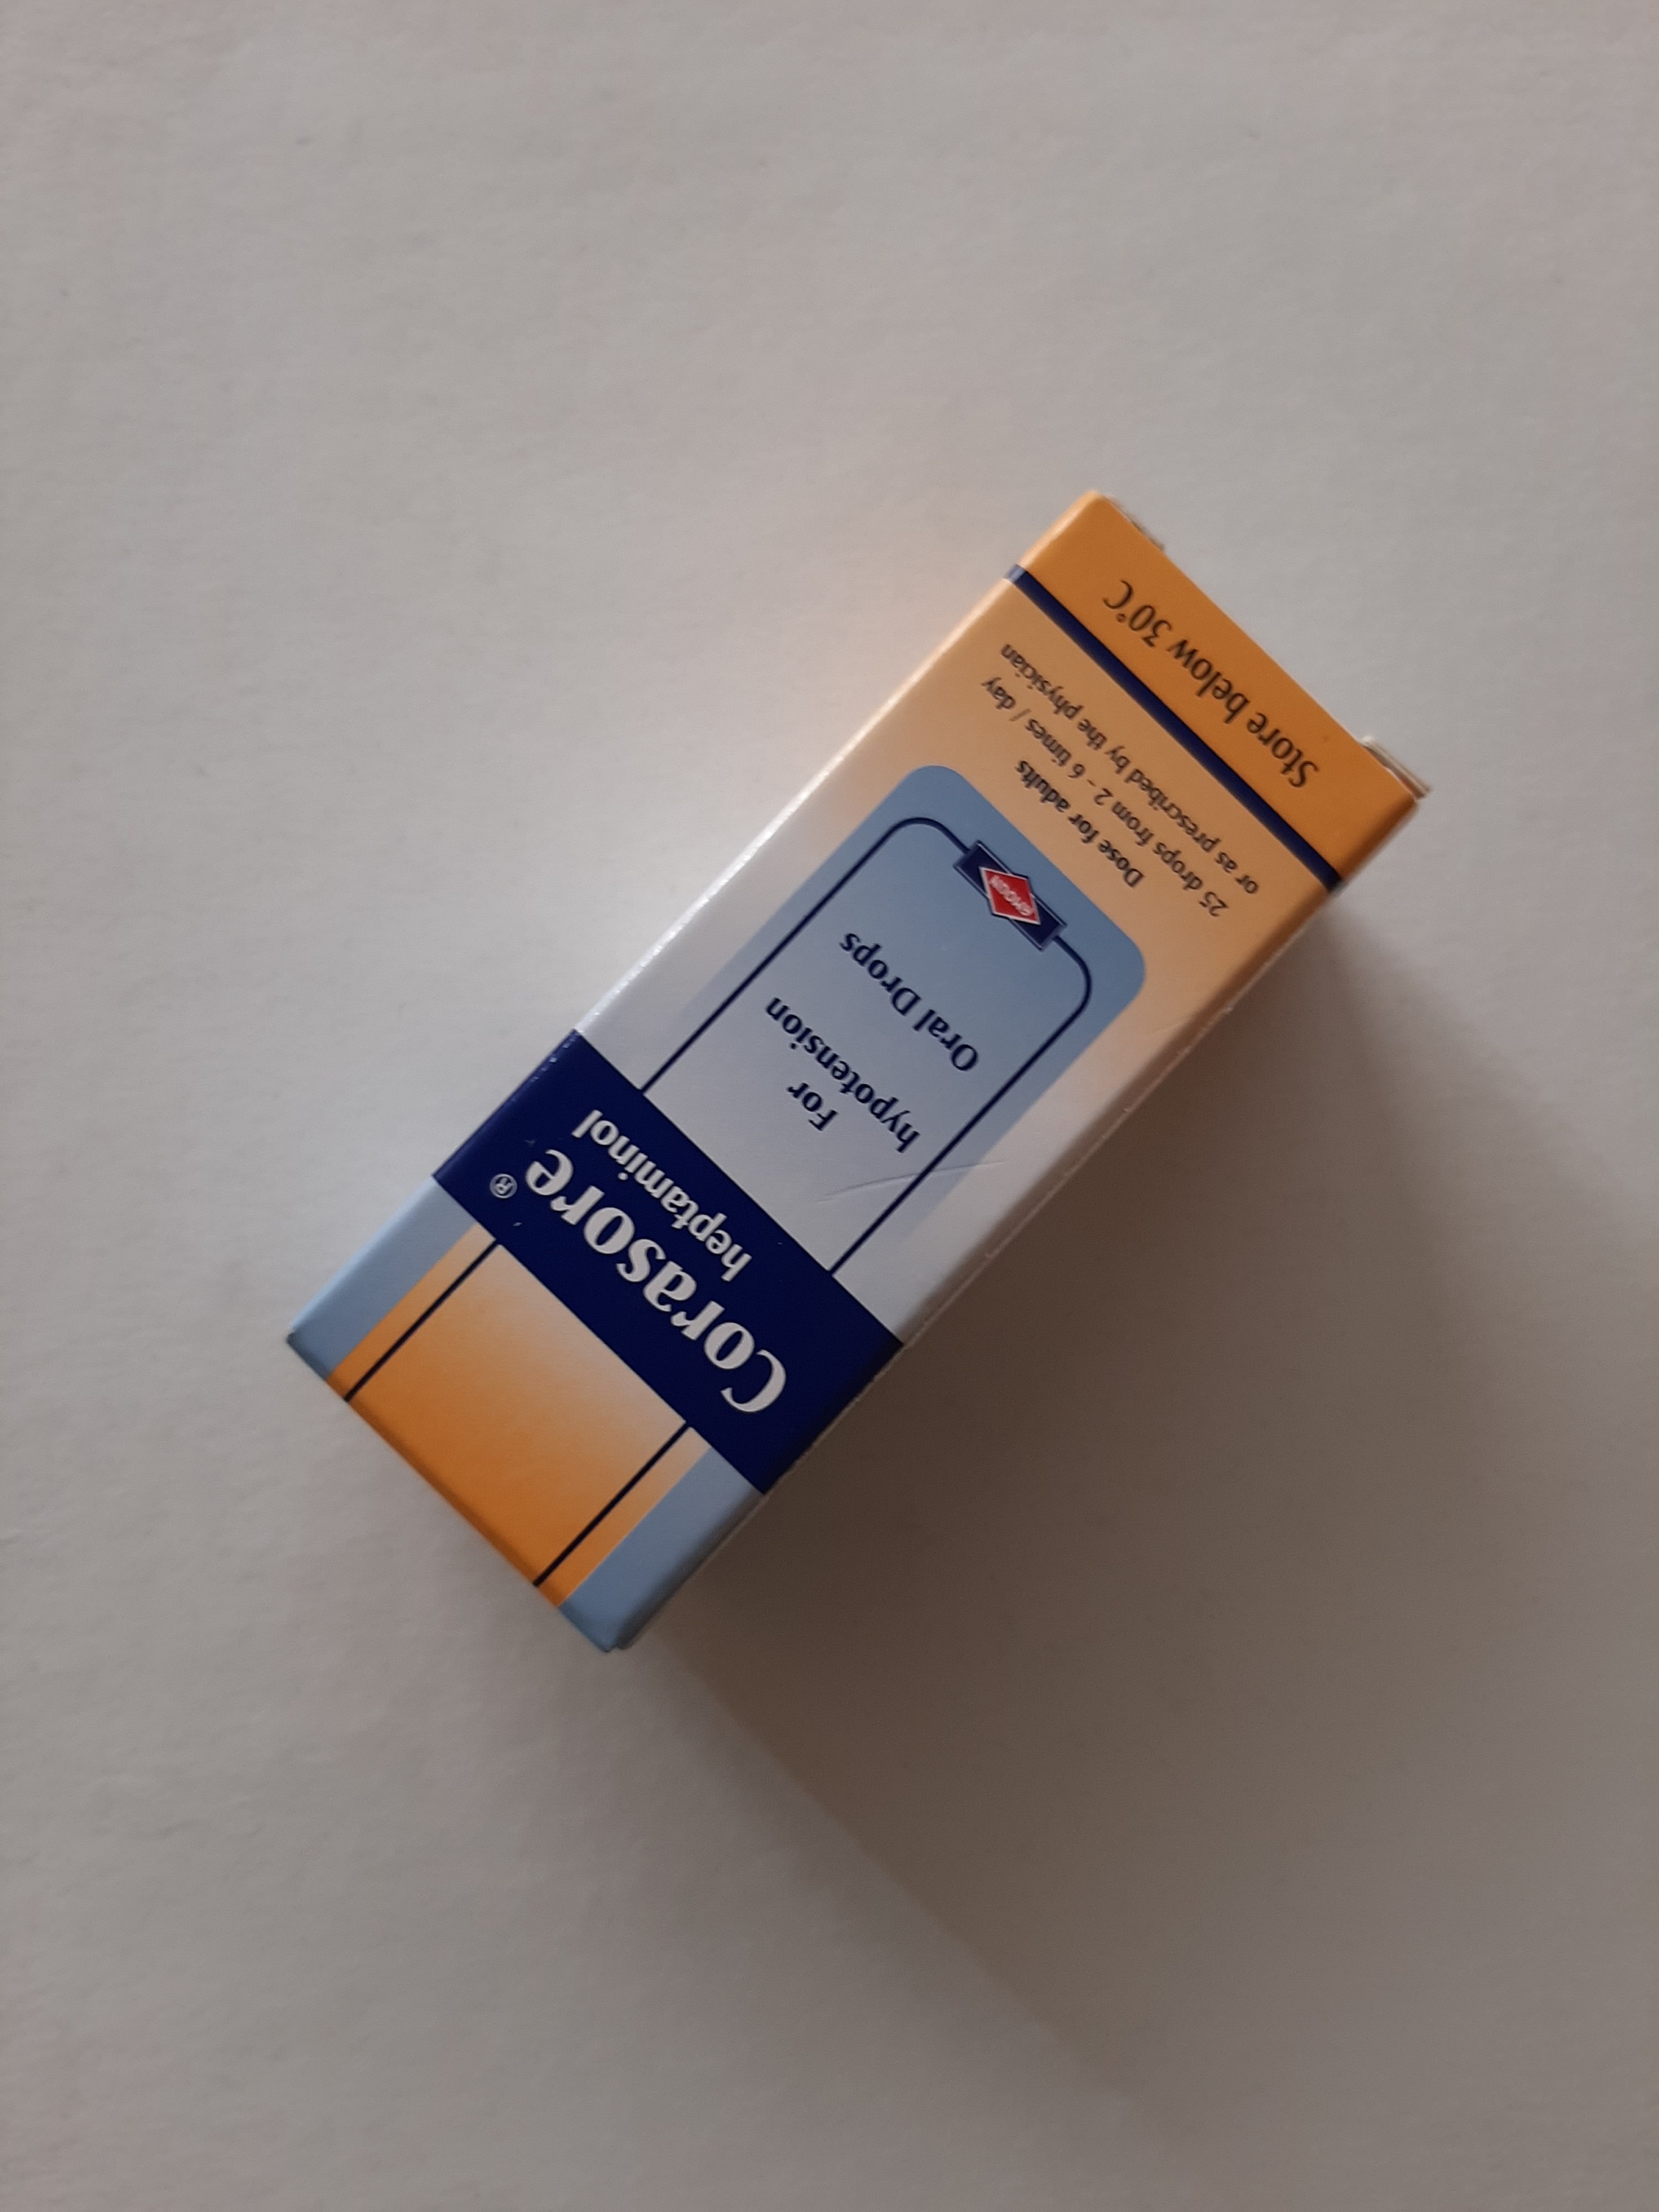 Corasore®
heptaminol
For
hypotension
Oral Drops
Dose for adults
25 drops from 2 - 6 times / day
or as prescribed by the physician
Store below 30°C